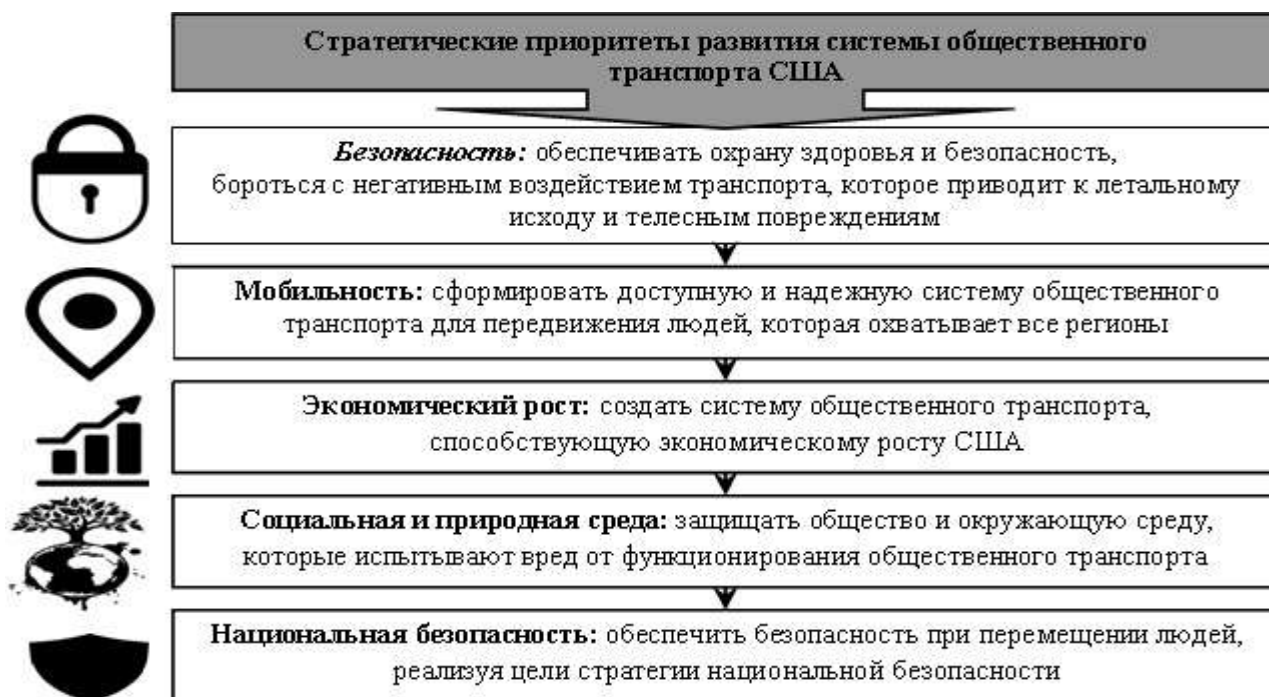 Стратегические приоритеты развития системы общественного
транспорта США
Безопасность: обеспечивать охрану здоровья и безопасность,
бороться с негативным воздействием транспорта, которое приводит к летальному
исходу и телесным повреждениям
Мобильность: сформировать доступную и надежную систему общественного
транспорта для передвижения людей, которая охватывает все регионы
Экономический рост: создать систему общественного транспорта,
способствующую экономическому росту США
Социальная и природная среда: защищать общество и окружающую среду,
которые испытывают вред от функционирования общественного транспорта
Национальная безопасность: обеспечить безопасность при перемещении людей,
реализуя цели стратегии национальной безопасности